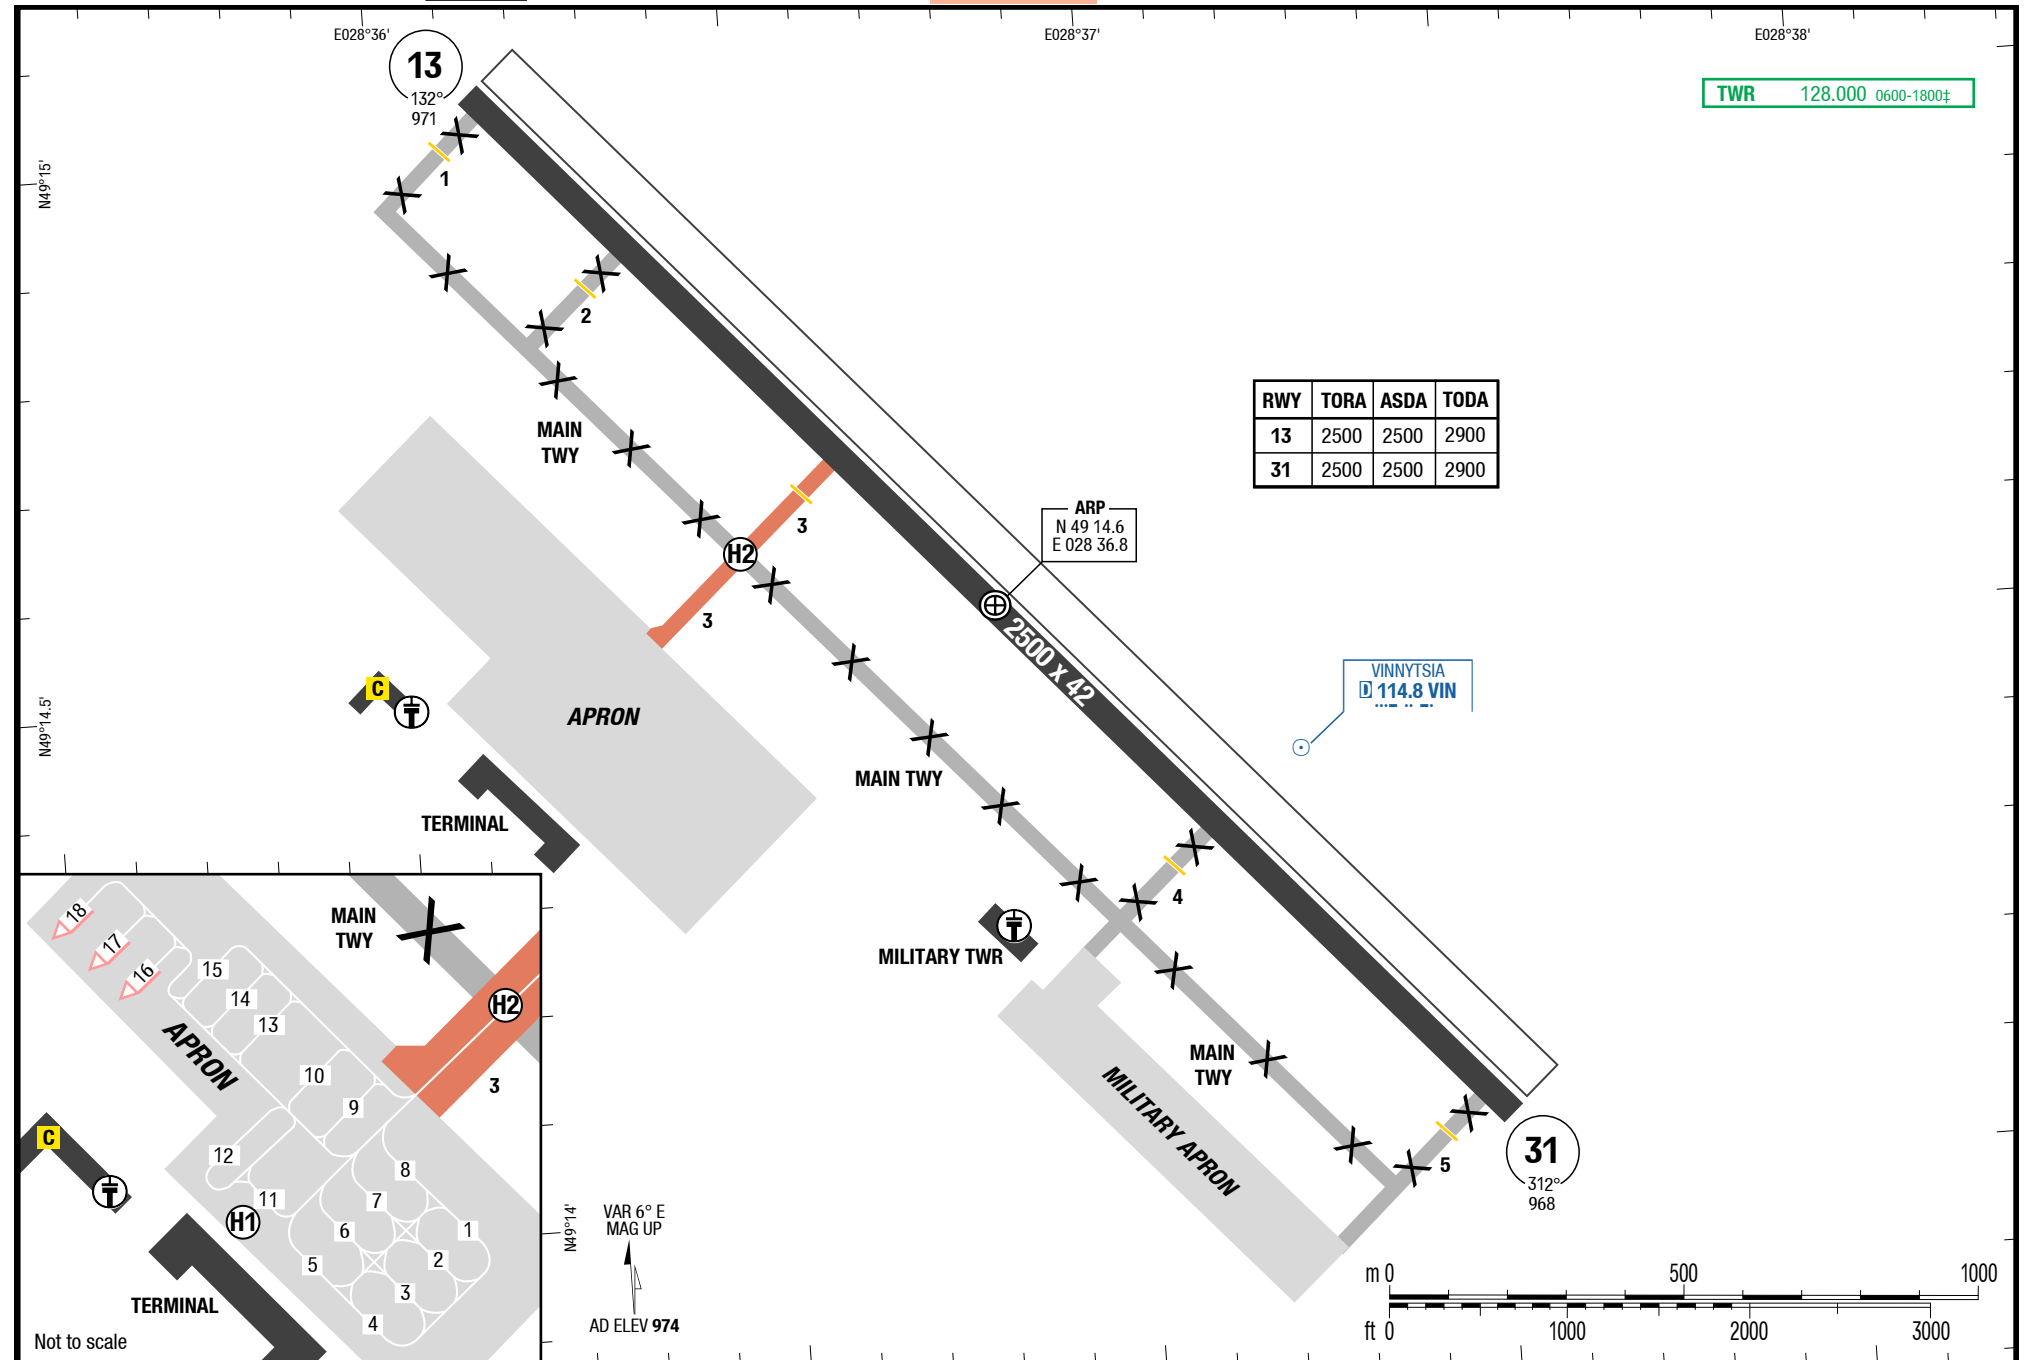 E028°36'
E028°37'
E028°38'
13
132°
971
TWR 128.000 0600-1800‡
N49°15'
1
2
MAIN
TWY
RWY TORA ASDA TODA
13 2500 2500 2900
31 2500 2500 2900
3
ARP
N 49 14.6
E 028 36.8
H2
3
2500 x 42
VINNYTSIA
D 114.8 VIN
C
N49°14.5'
APRON
MAIN TWY
TERMINAL
4
MILITARY TWR
MAIN
TWY
MILITARY APRON
5
31
312°
968
MAIN
TWY
18
17
16
15
14
13
H2
APRON
10
9
3
C
12
8
11
7
H1
6
1
5
2
3
4
TERMINAL
Not to scale
N49°14'
VAR 6° E
MAG UP
AD ELEV 974
m 0 500 1000
ft 0 1000 2000 3000